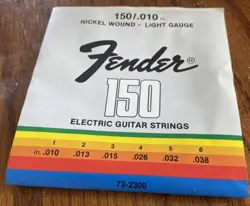 150/.010 in.
NICKEL WOUND - LIGHT GAUGE
Fender
150
ELECTRIC GUITAR STRINGS
1 2 3 4 5 6
in. .010 .013 .015 .026 .032 .038
73-2300